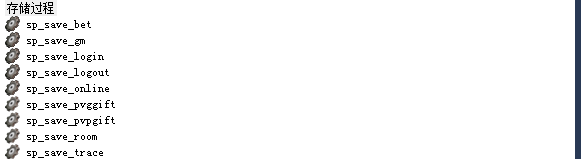 存储过程
sp_save_bet
sp_save_gm
sp_save_login
sp_save_logout
sp_save_online
sp_save_pvggift
sp_save_pvpgift
sp_save_room
sp_save_trace